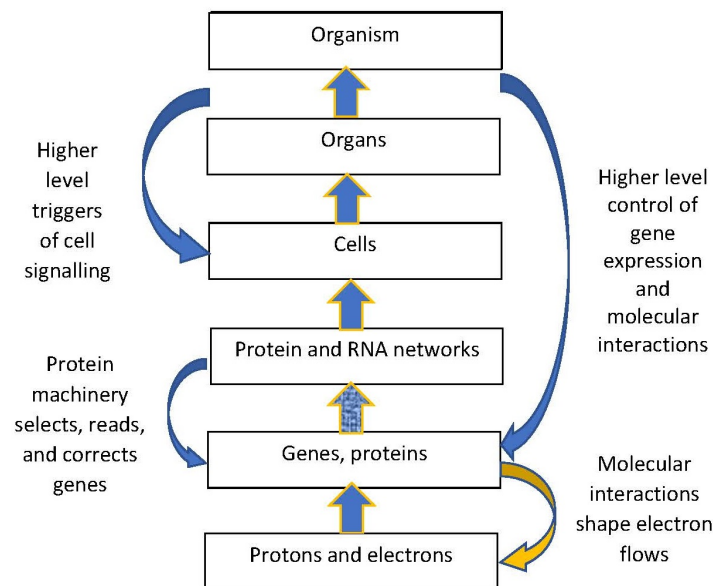 Organism
Organs
Higher
level
triggers
of cell
signalling
Higher level
control of
gene
expression
and
molecular
interactions
Cells
Protein and RNA networks
Protein
machinery
selects, reads,
and corrects
genes
Genes, proteins
Molecular
interactions
shape electron
flows
Protons and electrons